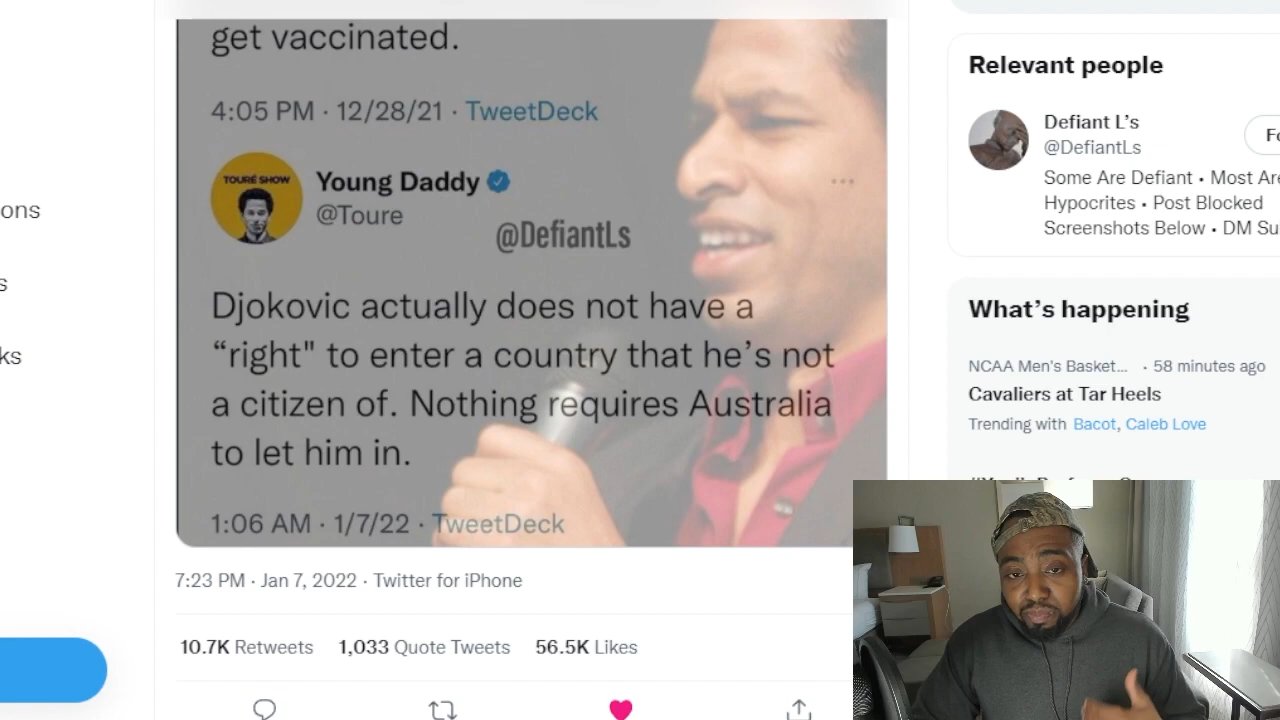 get vaccinated.
4:05 PM · 12/28/21 · TweetDeck
TOURÉ SHOW
Young Daddy
@Toure
@DefiantLs
Djokovic actually does not have a
“right" to enter a country that he’s not
a citizen of. Nothing requires Australia
to let him in.
1:06 AM · 1/7/22 · TweetDeck
7:23 PM · Jan 7, 2022 · Twitter for iPhone
10.7K Retweets 1,033 Quote Tweets 56.5K Likes
ons
s
ks
Relevant people
Defiant L’s
@DefiantLs
Fo
Some Are Defiant • Most Are
Hypocrites • Post Blocked
Screenshots Below • DM Su
What’s happening
NCAA Men's Basket... · 58 minutes ago
Cavaliers at Tar Heels
Trending with Bacot, Caleb Love